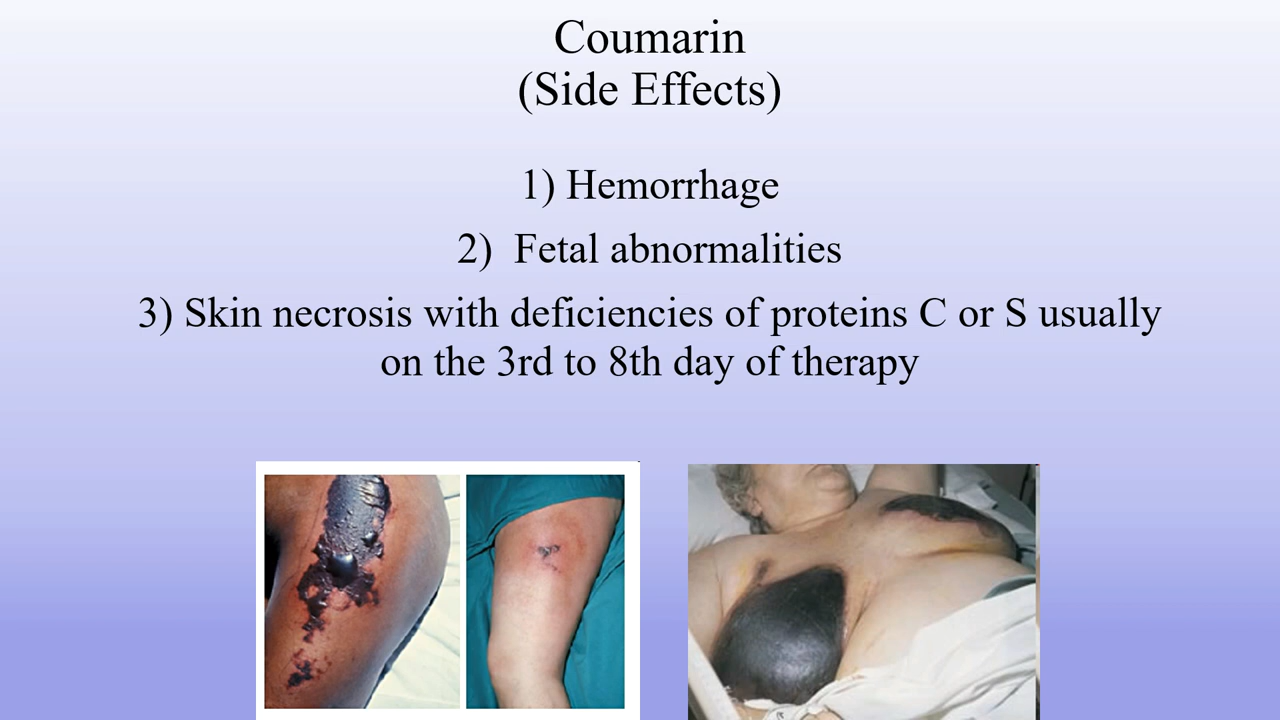 Coumarin
(Side Effects)
1) Hemorrhage
2) Fetal abnormalities
3) Skin necrosis with deficiencies of proteins C or S usually
on the 3rd to 8th day of therapy